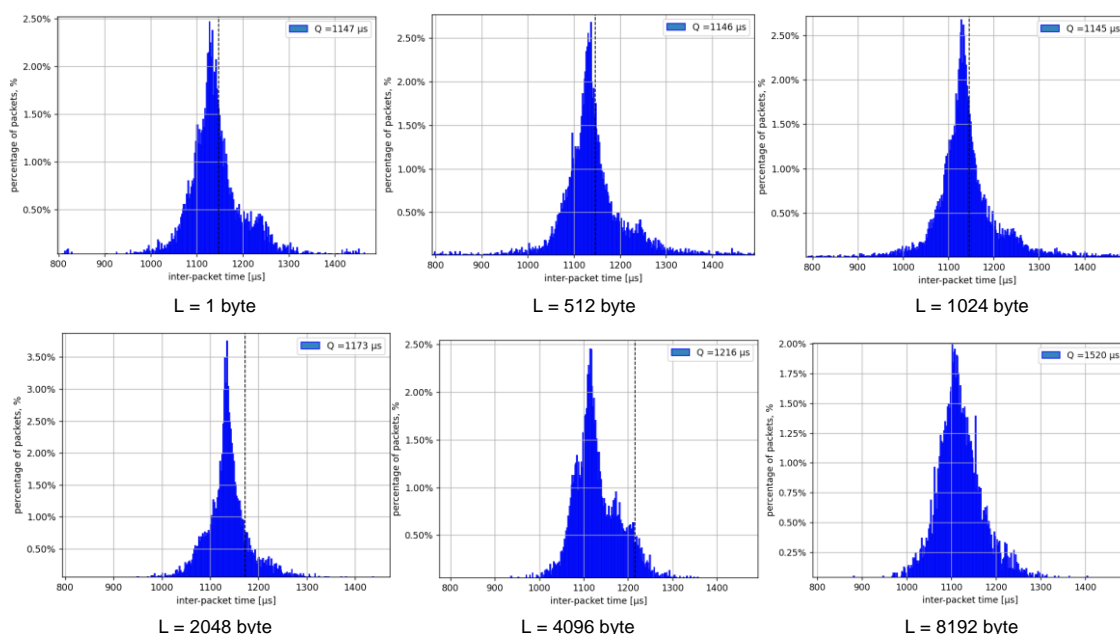 2.50%
2.00%
1.50%
1.00%
0.50%
percentage of packets, %
Q =1147 µs
800 900 1000 1100 1200 1300 1400
inter-packet time [µs]
L = 1 byte
2.50%
2.00%
1.50%
1.00%
0.50%
percentage of packets, %
Q =1146 µs
800 900 1000 1100 1200 1300 1400
inter-packet time [µs]
L = 512 byte
2.50%
2.00%
1.50%
1.00%
0.50%
percentage of packets, %
Q =1145 µs
800 900 1000 1100 1200 1300 1400
inter-packet time [µs]
L = 1024 byte
3.50%
3.00%
2.50%
2.00%
1.50%
1.00%
0.50%
percentage of packets, %
Q =1173 µs
800 900 1000 1100 1200 1300 1400
inter-packet time [µs]
L = 2048 byte
2.50%
2.00%
1.50%
1.00%
0.50%
percentage of packets, %
Q =1216 µs
800 900 1000 1100 1200 1300 1400
inter-packet time [µs]
L = 4096 byte
2.00%
1.75%
1.50%
1.25%
1.00%
0.75%
0.50%
0.25%
percentage of packets, %
Q =1520 µs
800 900 1000 1100 1200 1300 1400
inter-packet time [µs]
L = 8192 byte